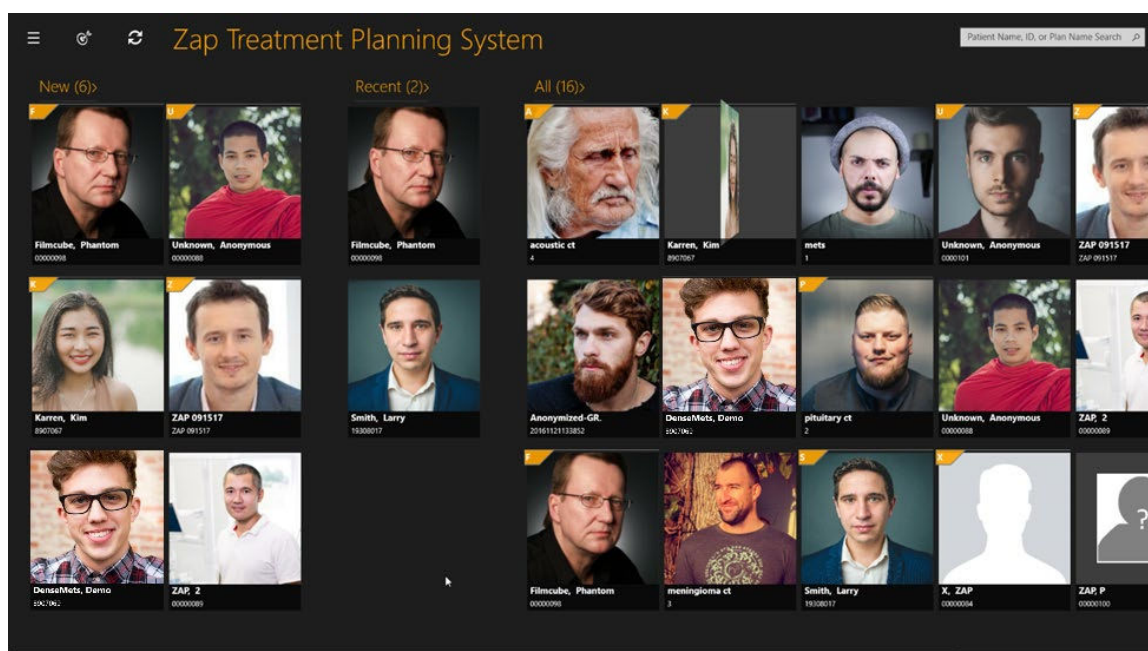 Zap Treatment Planning System
Patient Name, ID, or Plan Name Search
New (6)>
F
Filmcube, Phantom
00000098
U
Unknown, Anonymous
00000088
K
Karren, Kim
8907067
Z
ZAP 091517
ZAP 091517
DenseMets, Demo
ZAP, 2
00000089
Recent (2)>
Filmcube, Phantom
00000098
Smith, Larry
19308017
All (16)>
A
acoustic ct
4
K
Karren, Kim
8907067
mets
1
U
Unknown, Anonymous
0000101
Z
ZAP 091517
ZAP 091517
Anonymized-GR.
20161121133852
DenseMets, Demo
P
pituitary ct
2
Unknown, Anonymous
00000088
ZAP, 2
00000089
F
Filmcube, Phantom
00000098
meningioma ct
3
S
Smith, Larry
19308017
X
X, ZAP
00000084
?
ZAP, P
00000100